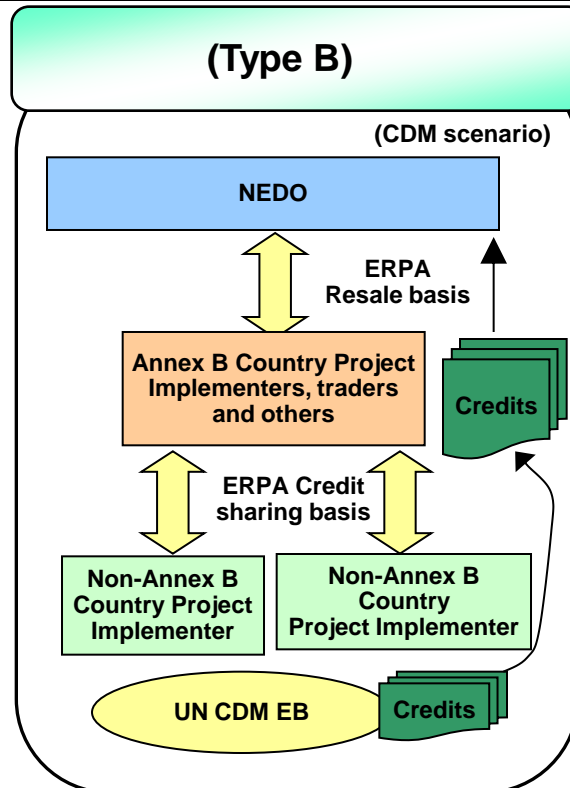 (Type B)
(CDM scenario)
NEDO
ERPA
Resale basis
Annex B Country Project
Implementers, traders
and others
Credits
ERPA Credit
sharing basis
Non-Annex B
Country Project
Implementer
Non-Annex B
Country
Project Implementer
UN CDM EB
Credits